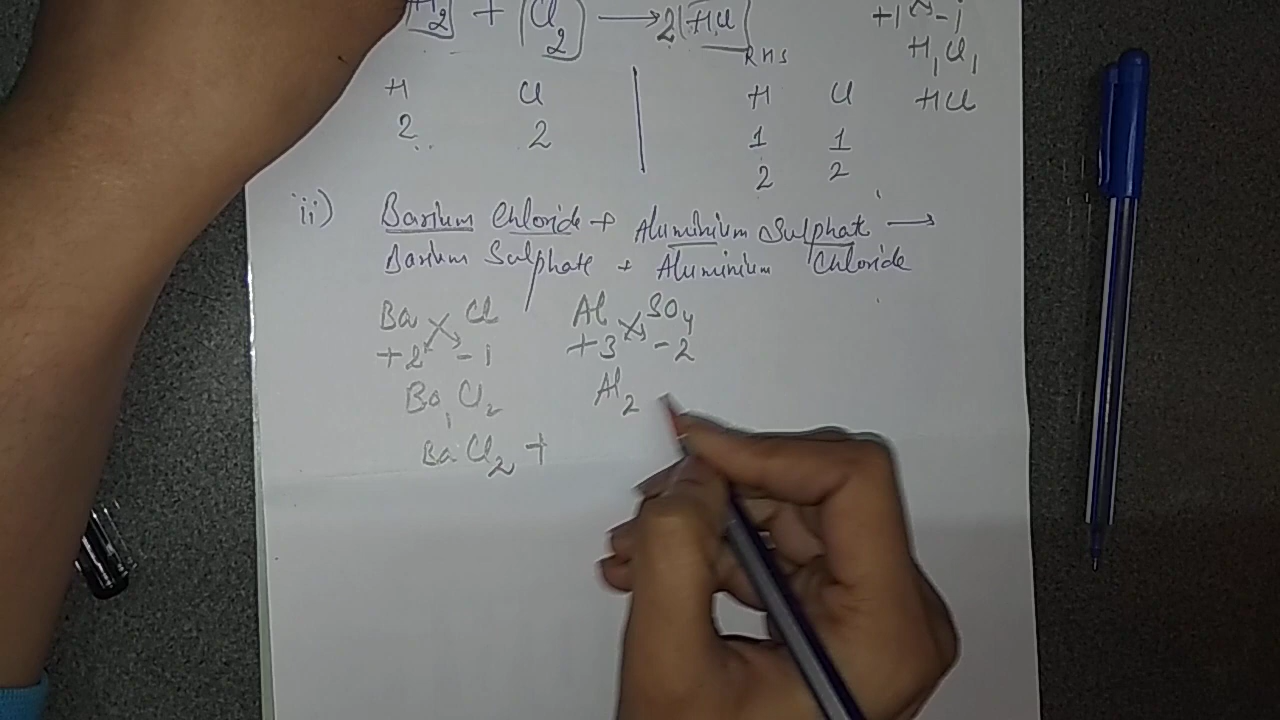 H2 + Cl2 → 2HCl
+1 -1
RHS
H1Cl1
H Cl H Cl HCl
2 2 1 1
2 2
ii) Barium Chloride + Aluminium Sulphate →
Barium Sulphate + Aluminium Chloride
Ba Cl Al SO4
+2 -1 +3 -2
Ba1Cl2 Al2
BaCl2 +